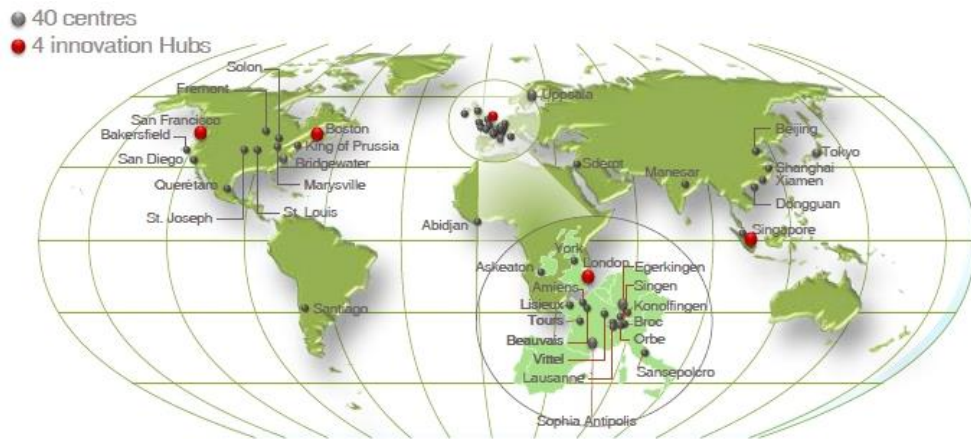 40 centres
4 innovation Hubs
Solon
Fremont
San Francisco
Bakersfield
San Diego
Boston
King of Prussia
Bridgewater
Querétaro
Marysville
St. Joseph
St. Louis
Santiago
Uppsala
Abidjan
Sderot
Manesar
Beijing
Tokyo
Shanghai
Xiamen
Dongguan
Singapore
York
Askeaton
London
Egerkingen
Amiens
Singen
Lisieux
Konolfingen
Tours
Broc
Beauvais
Orbe
Vittel
Sansepolcro
Lausanne
Sophia Antipolis